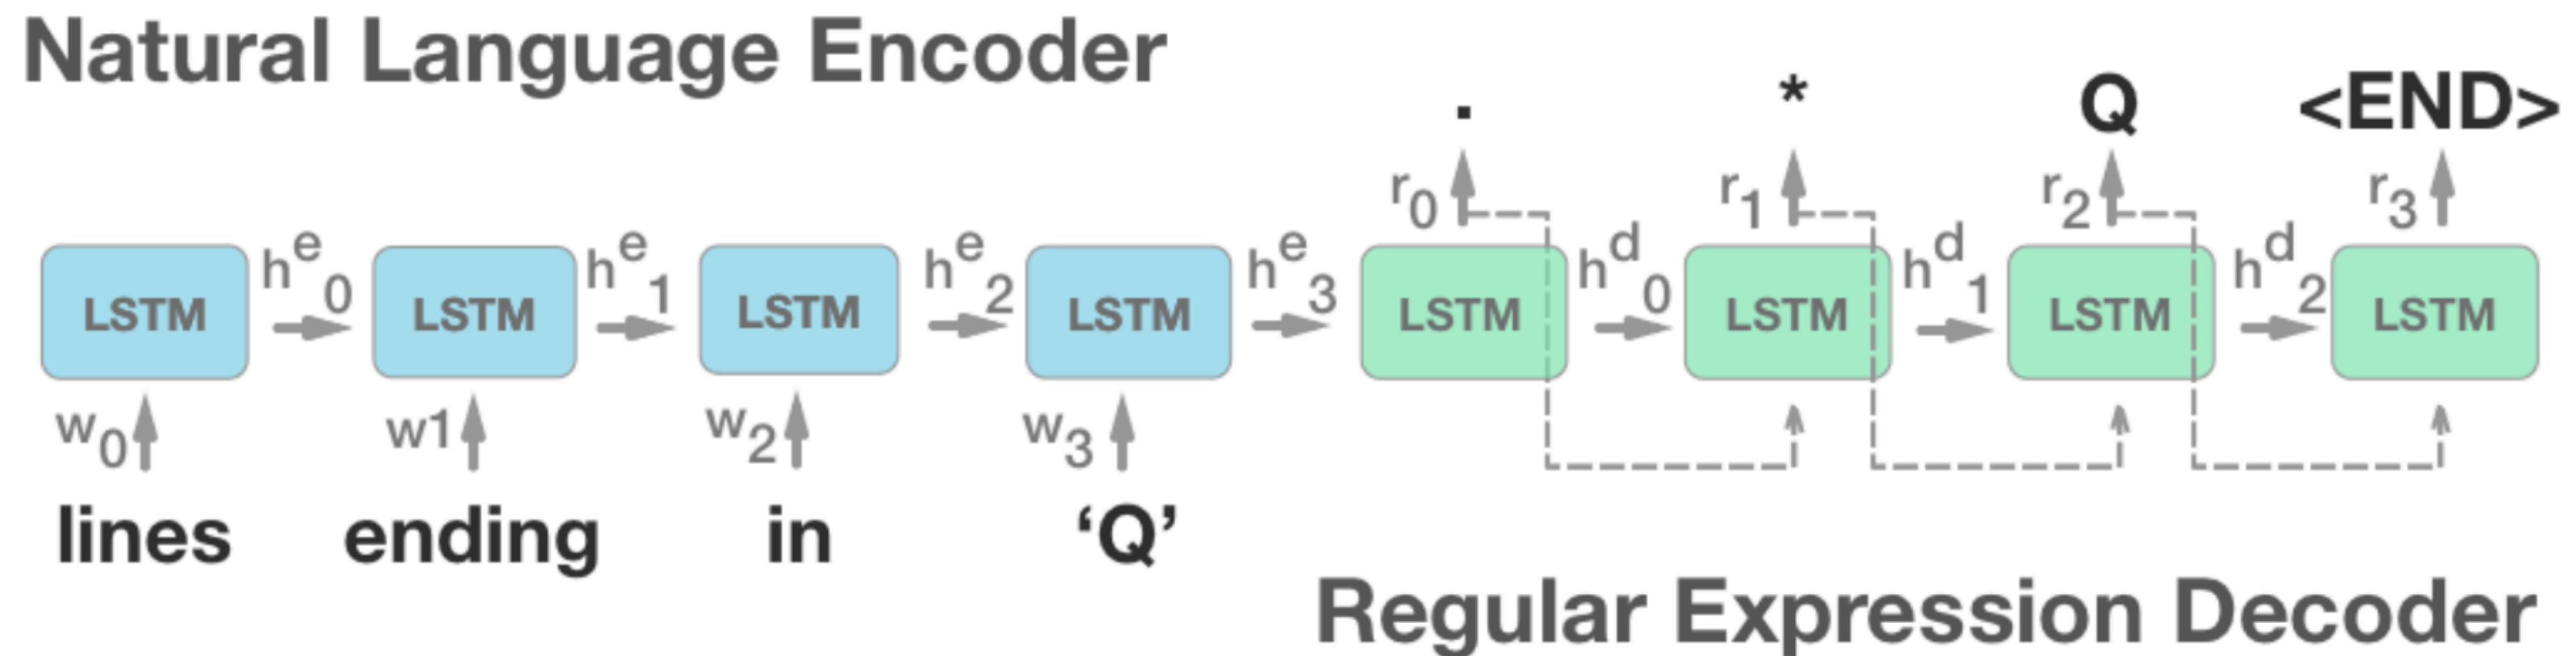 Natural Language Encoder
. * Q <END>
r0 r1 r2 r3
h^e_0 h^e_1 h^e_2 h^e_3 h^d_0 h^d_1 h^d_2
LSTM LSTM LSTM LSTM LSTM LSTM LSTM LSTM
w0 w1 w2 w3
lines ending in ‘Q’
Regular Expression Decoder